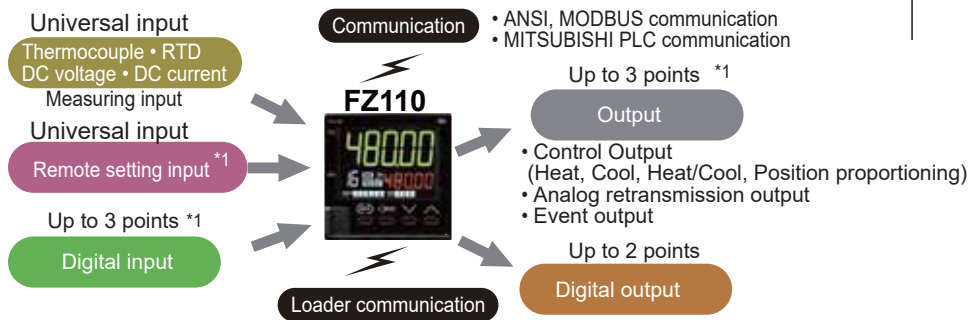 Universal input
Thermocouple • RTD
DC voltage • DC current
Measuring input
Universal input
Remote setting input *1
Up to 3 points *1
Digital input
Communication
• ANSI, MODBUS communication
• MITSUBISHI PLC communication
FZ110
480.00
480.00
Loader communication
Up to 3 points *1
Output
• Control Output
(Heat, Cool, Heat/Cool, Position proportioning)
• Analog retransmission output
• Event output
Up to 2 points
Digital output